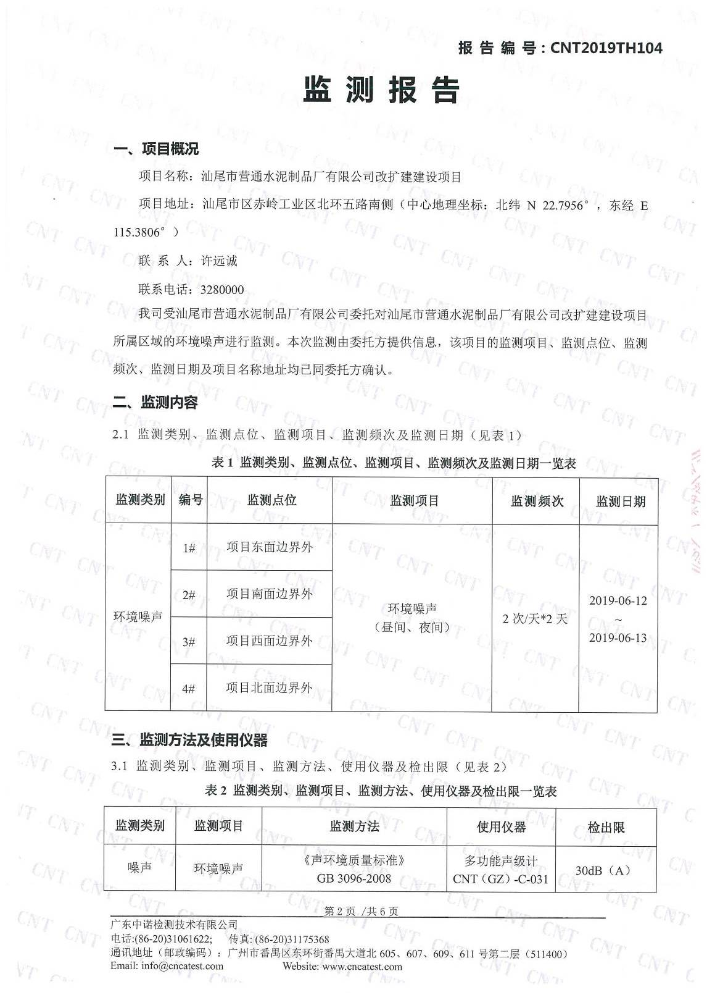 报告编号:CNT2019TH104
监测报告
一、项目概况
项目名称：汕尾市营通水泥制品厂有限公司改扩建建设项目
项目地址：汕尾市区赤岭工业区北环五路南侧（中心地理坐标：北纬 N 22.7956°，东经 E
115.3806°）
联 系 人：许远诚
联系电话：3280000
我司受汕尾市营通水泥制品厂有限公司委托对汕尾市营通水泥制品厂有限公司改扩建建设项目
所属区域的环境噪声进行监测。本次监测由委托方提供信息，该项目的监测项目、监测点位、监测
频次、监测日期及项目名称地址均已同委托方确认。
二、监测内容
2.1 监测类别、监测点位、监测项目、监测频次及监测日期（见表 1）
表 1 监测类别、监测点位、监测项目、监测频次及监测日期一览表
监测类别 编号 监测点位 监测项目 监测频次 监测日期
环境噪声
1# 项目东面边界外
2# 项目南面边界外
3# 项目西面边界外
4# 项目北面边界外
环境噪声
（昼间、夜间）
2 次/天*2 天
2019-06-12
~
2019-06-13
三、监测方法及使用仪器
3.1 监测类别、监测项目、监测方法、使用仪器及检出限（见表 2）
表 2 监测类别、监测项目、监测方法、使用仪器及检出限一览表
监测类别 监测项目 监测方法 使用仪器 检出限
噪声 环境噪声
《声环境质量标准》
GB 3096-2008
多功能声级计
CNT（GZ）-C-031
30dB（A）
第 2 页 /共 6 页
广东中诺检测技术有限公司
电话:(86-20)31061622; 传真: (86-20)31175368
通讯地址（邮政编码）：广州市番禺区东环街番禺大道北 605、607、609、611 号第二层（511400）
Email: info@cncatest.com Website: www.cncatest.com